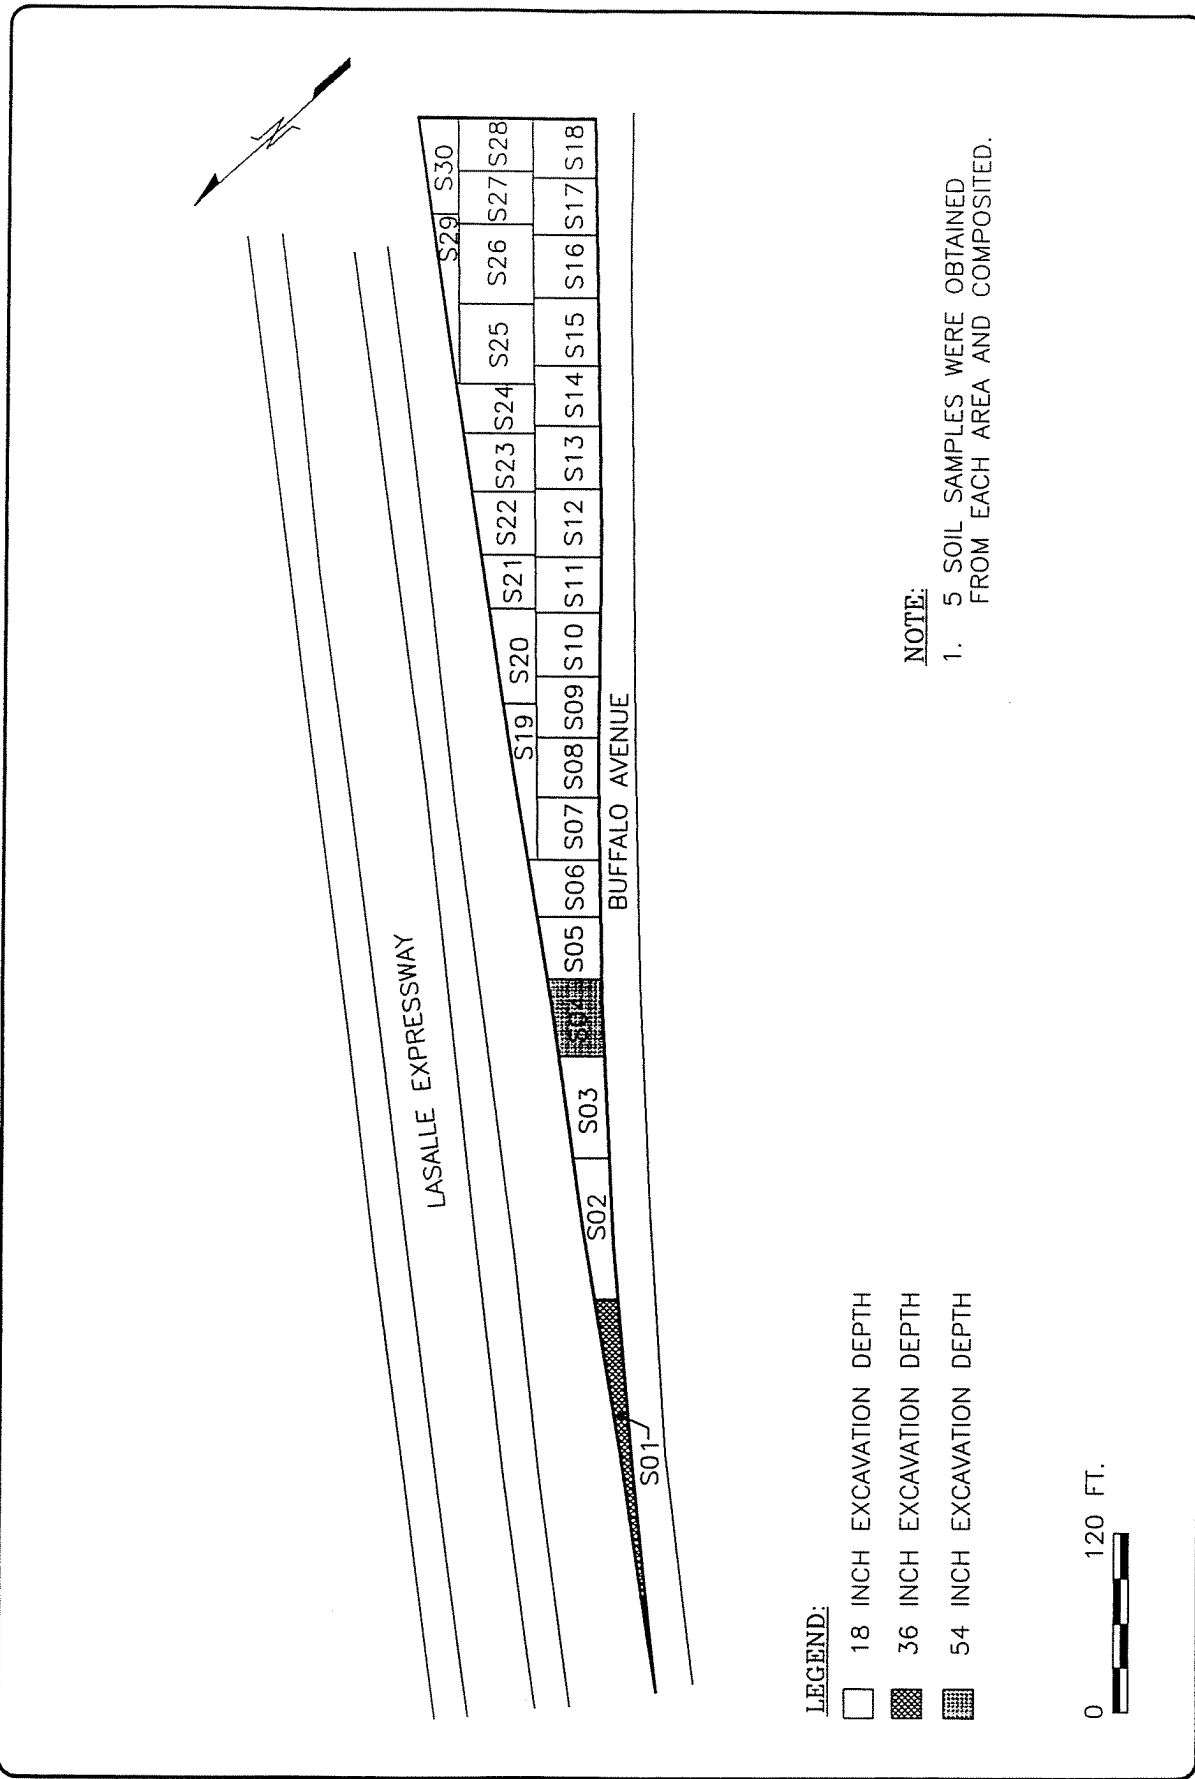 LASALLE EXPRESSWAY
S29 S30
S25 S26 S27 S28
S19 S20 S21 S22 S23 S24
S01 S02 S03 S04 S05 S06 S07 S08 S09 S10 S11 S12 S13 S14 S15 S16 S17 S18
BUFFALO AVENUE
LEGEND:
18 INCH EXCAVATION DEPTH
36 INCH EXCAVATION DEPTH
54 INCH EXCAVATION DEPTH
0 120 FT.
NOTE:
1. 5 SOIL SAMPLES WERE OBTAINED
FROM EACH AREA AND COMPOSITED.